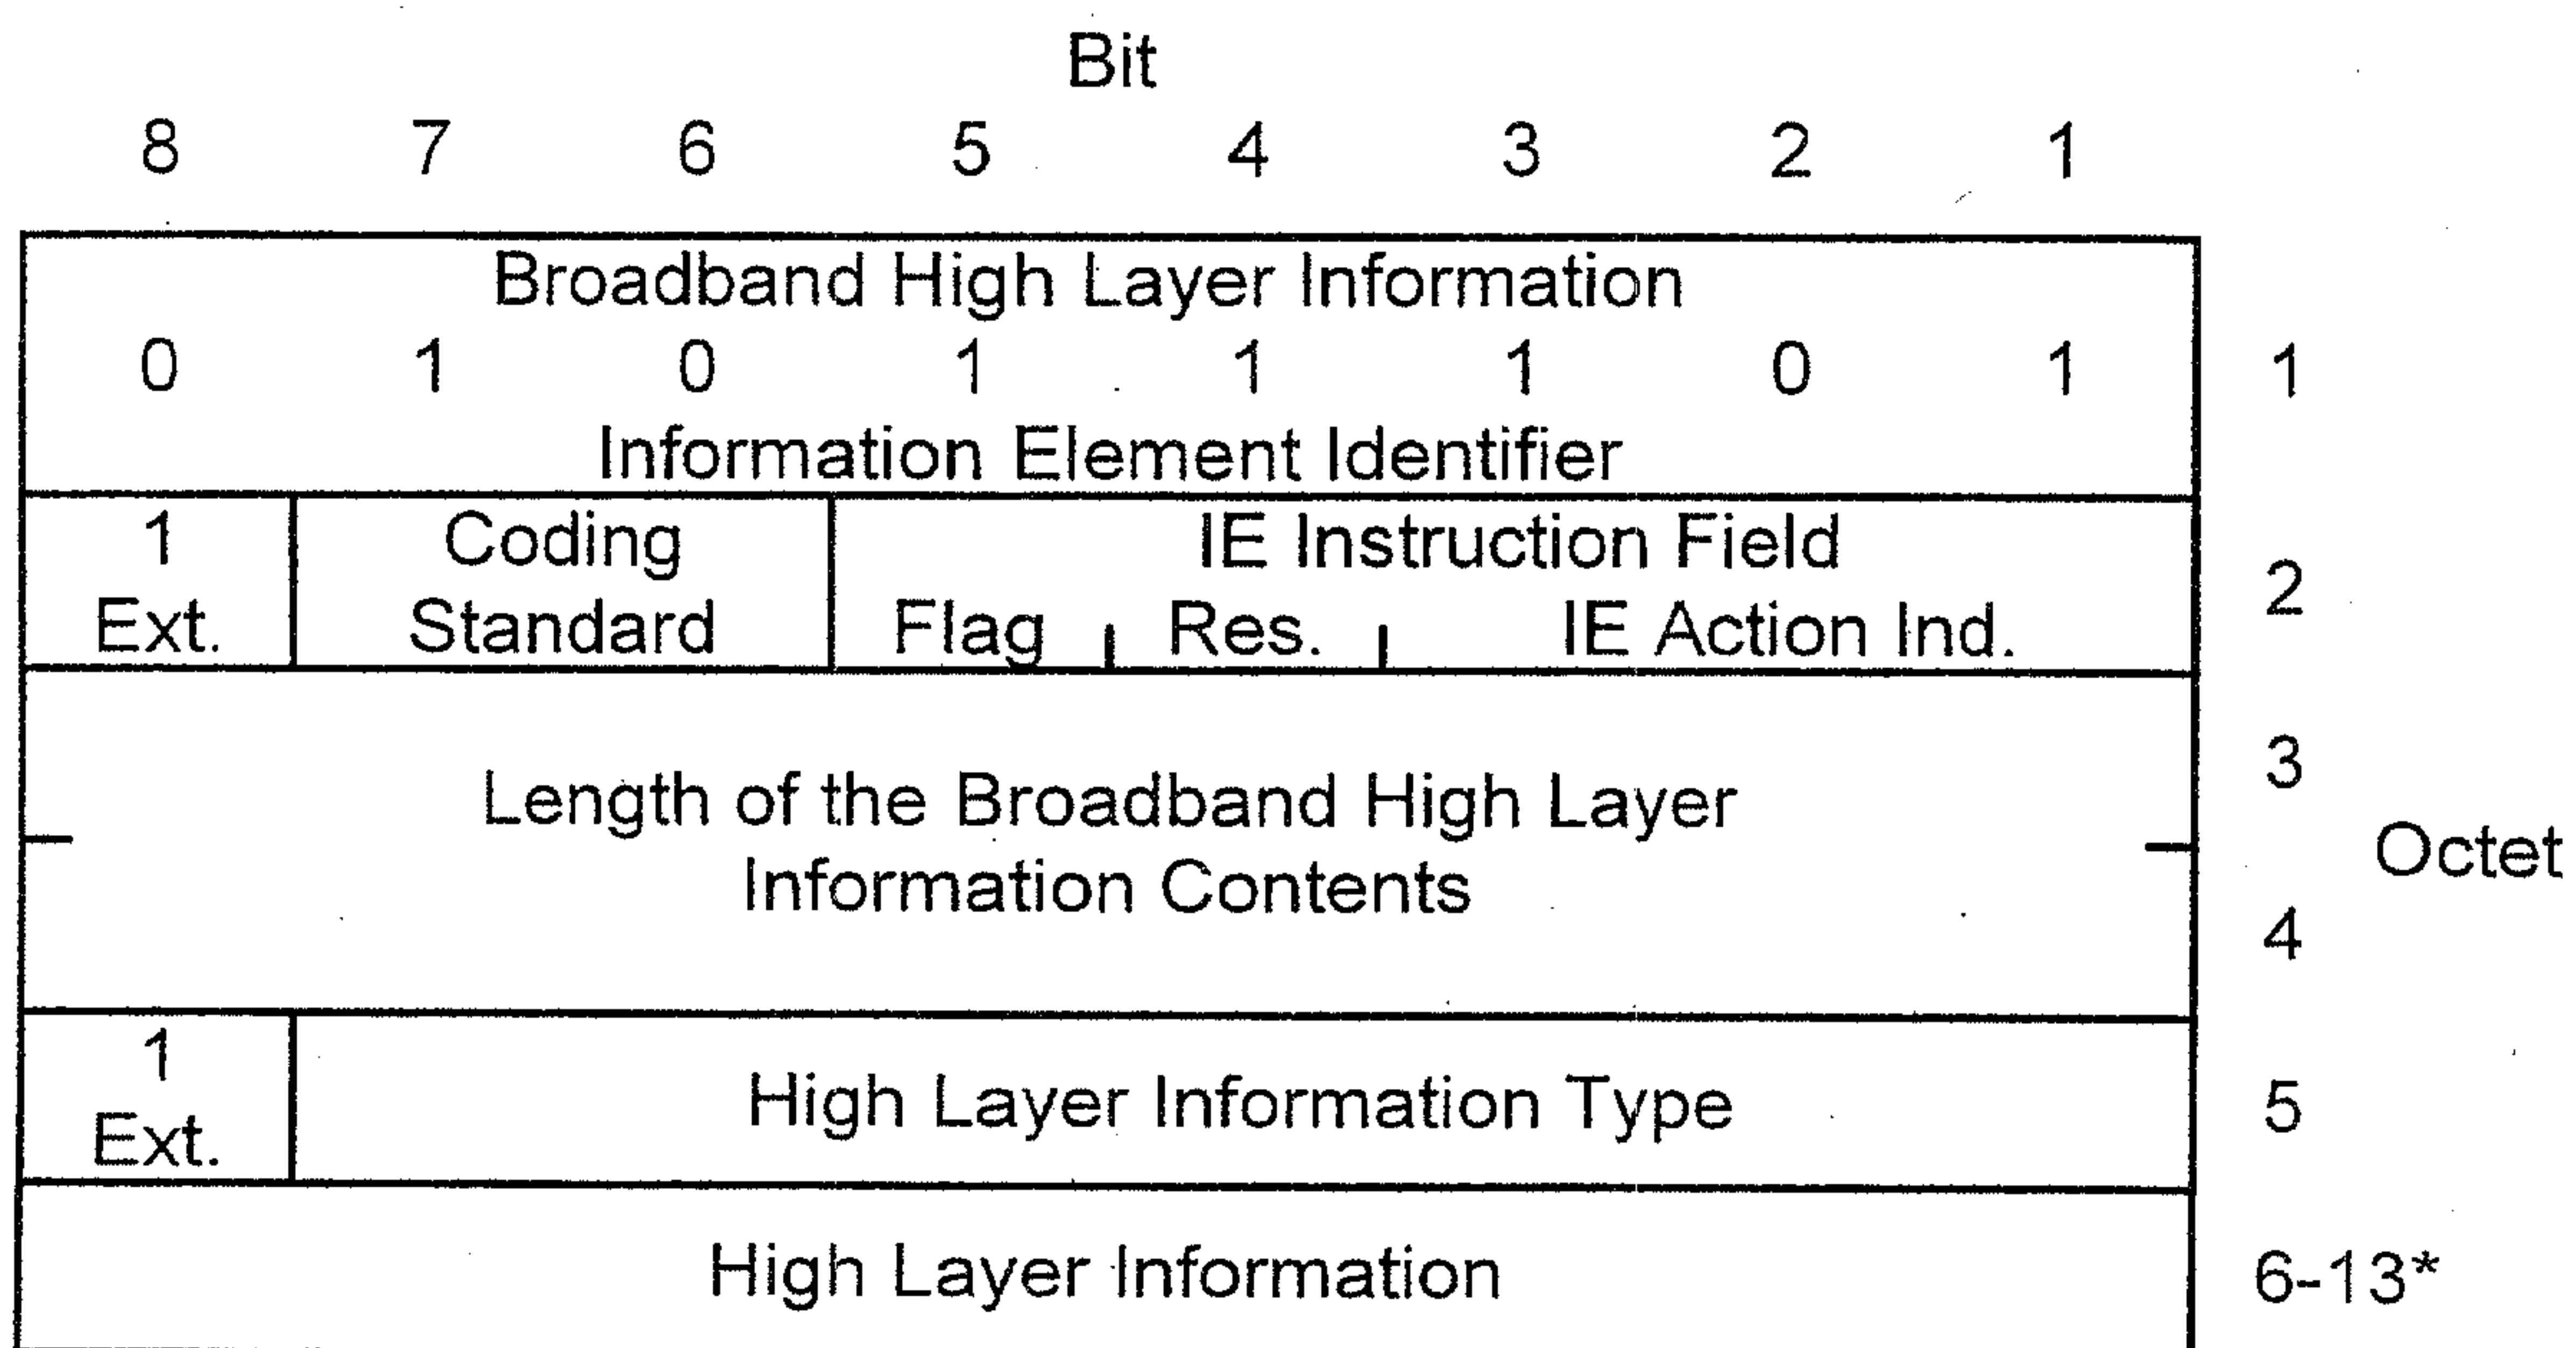 Bit
8 7 6 5 4 3 2 1
Broadband High Layer Information
0 1 0 1 1 1 0 1 1
Information Element Identifier
1 Coding IE Instruction Field
2
Ext. Standard Flag Res. IE Action Ind.
3
Length of the Broadband High Layer
Octet
Information Contents
4
1
High Layer Information Type 5
Ext.
High Layer Information 6-13*